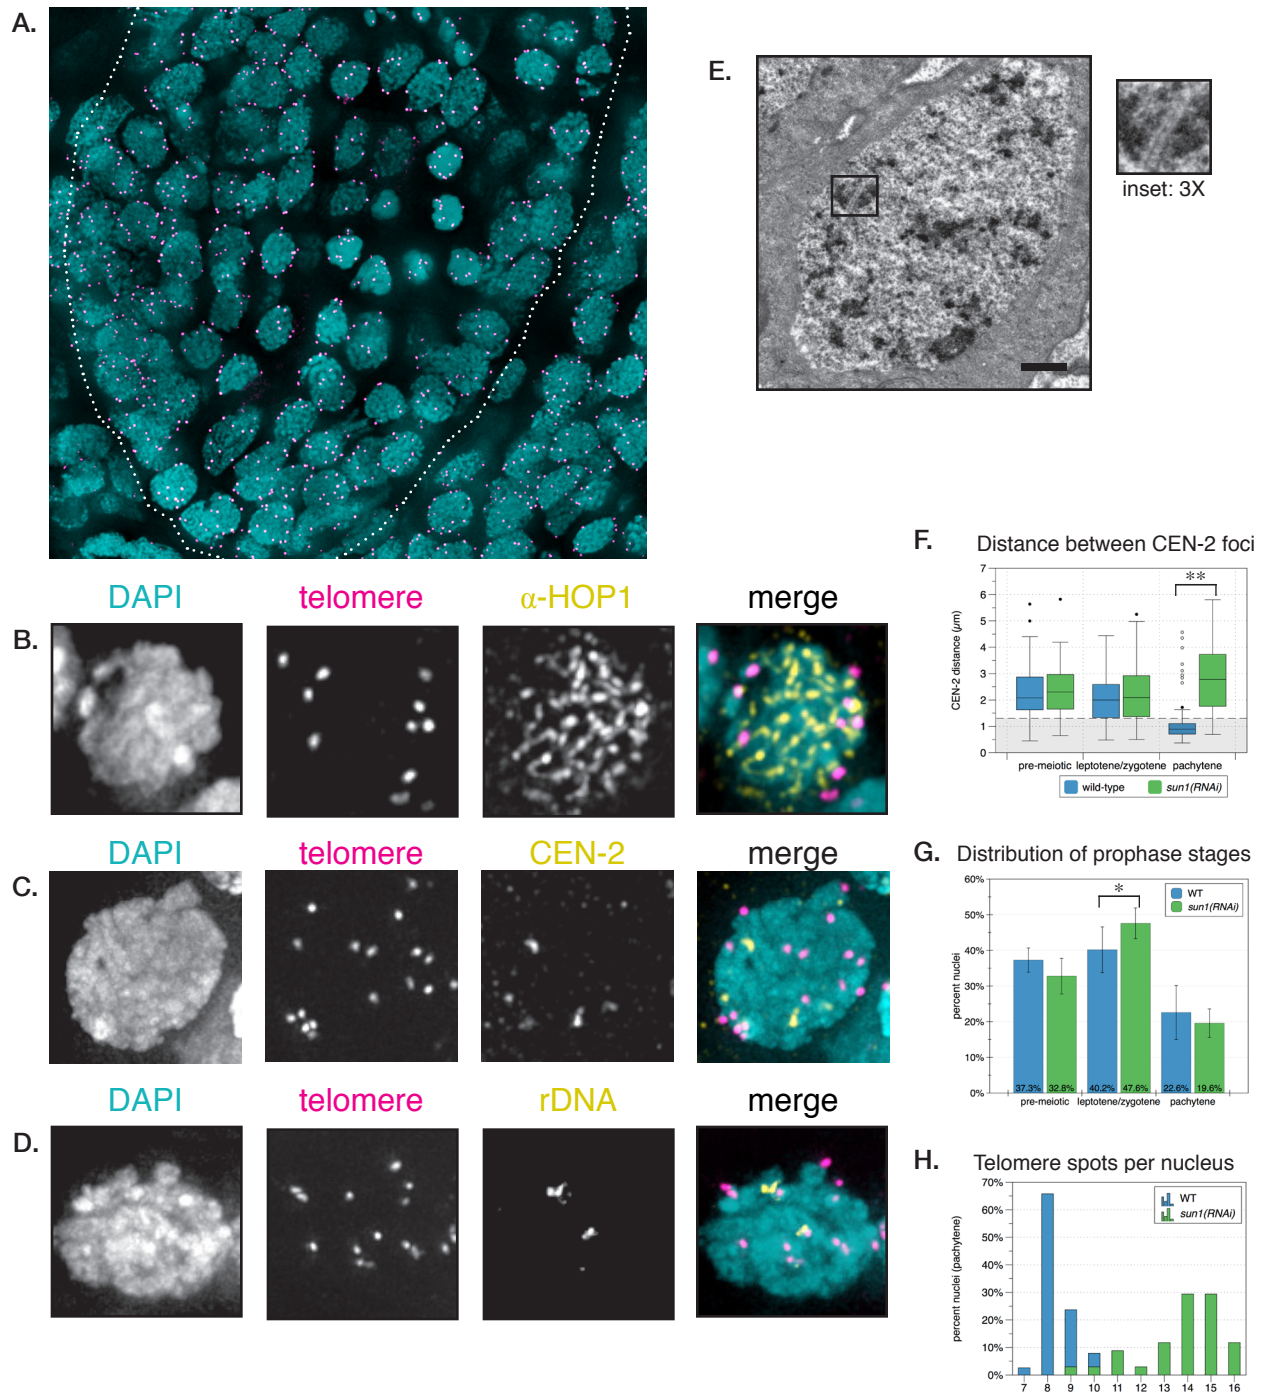 A.
E.
inset: 3X
DAPI telomere α-HOP1 merge
B.
DAPI telomere CEN-2 merge
C.
DAPI telomere rDNA merge
D.
F. Distance between CEN-2 foci
CEN-2 distance (µm)
7
6
5
4
3
2
1
0
**
pre-meiotic leptotene/zygotene pachytene
wild-type sun1(RNAi)
G. Distribution of prophase stages
percent nuclei
60%
50%
40%
30%
20%
10%
0%
*
WT
sun1(RNAi)
37.3% 32.8% 40.2% 47.6% 22.6% 19.6%
pre-meiotic leptotene/zygotene pachytene
H. Telomere spots per nucleus
percent nuclei (pachytene)
70%
60%
50%
40%
30%
20%
10%
0%
WT
sun1(RNAi)
7 8 9 10 11 12 13 14 15 16